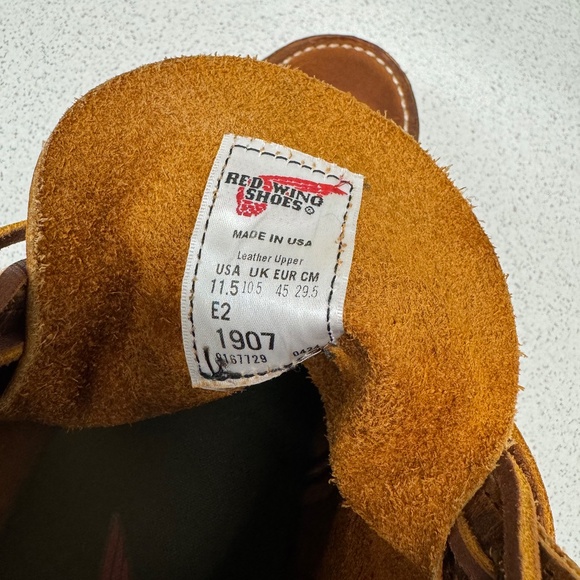 RED WING
SHOES®
MADE IN USA
Leather Upper
USA UK EUR CM
11.5 10.5 45 29.5
E2
1907
0424